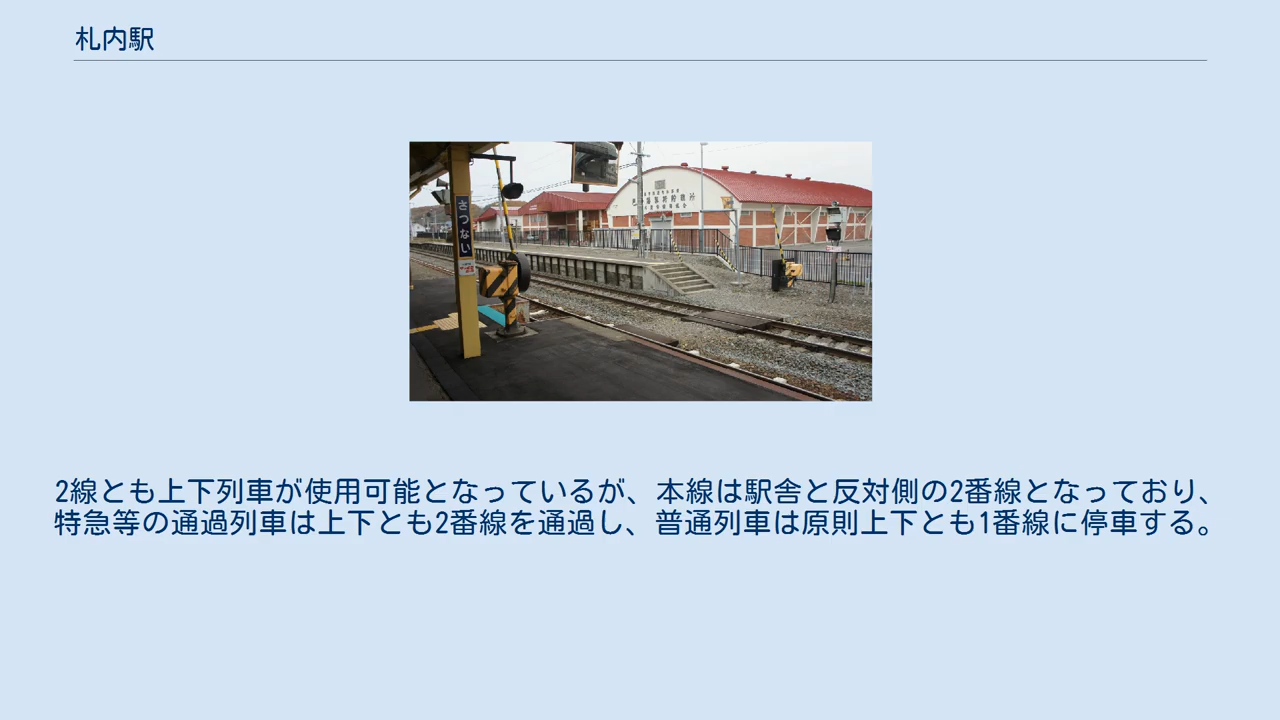 札内駅
さつない
2線とも上下列車が使用可能となっているが、本線は駅舎と反対側の2番線となっており、
特急等の通過列車は上下とも2番線を通過し、普通列車は原則上下とも1番線に停車する。